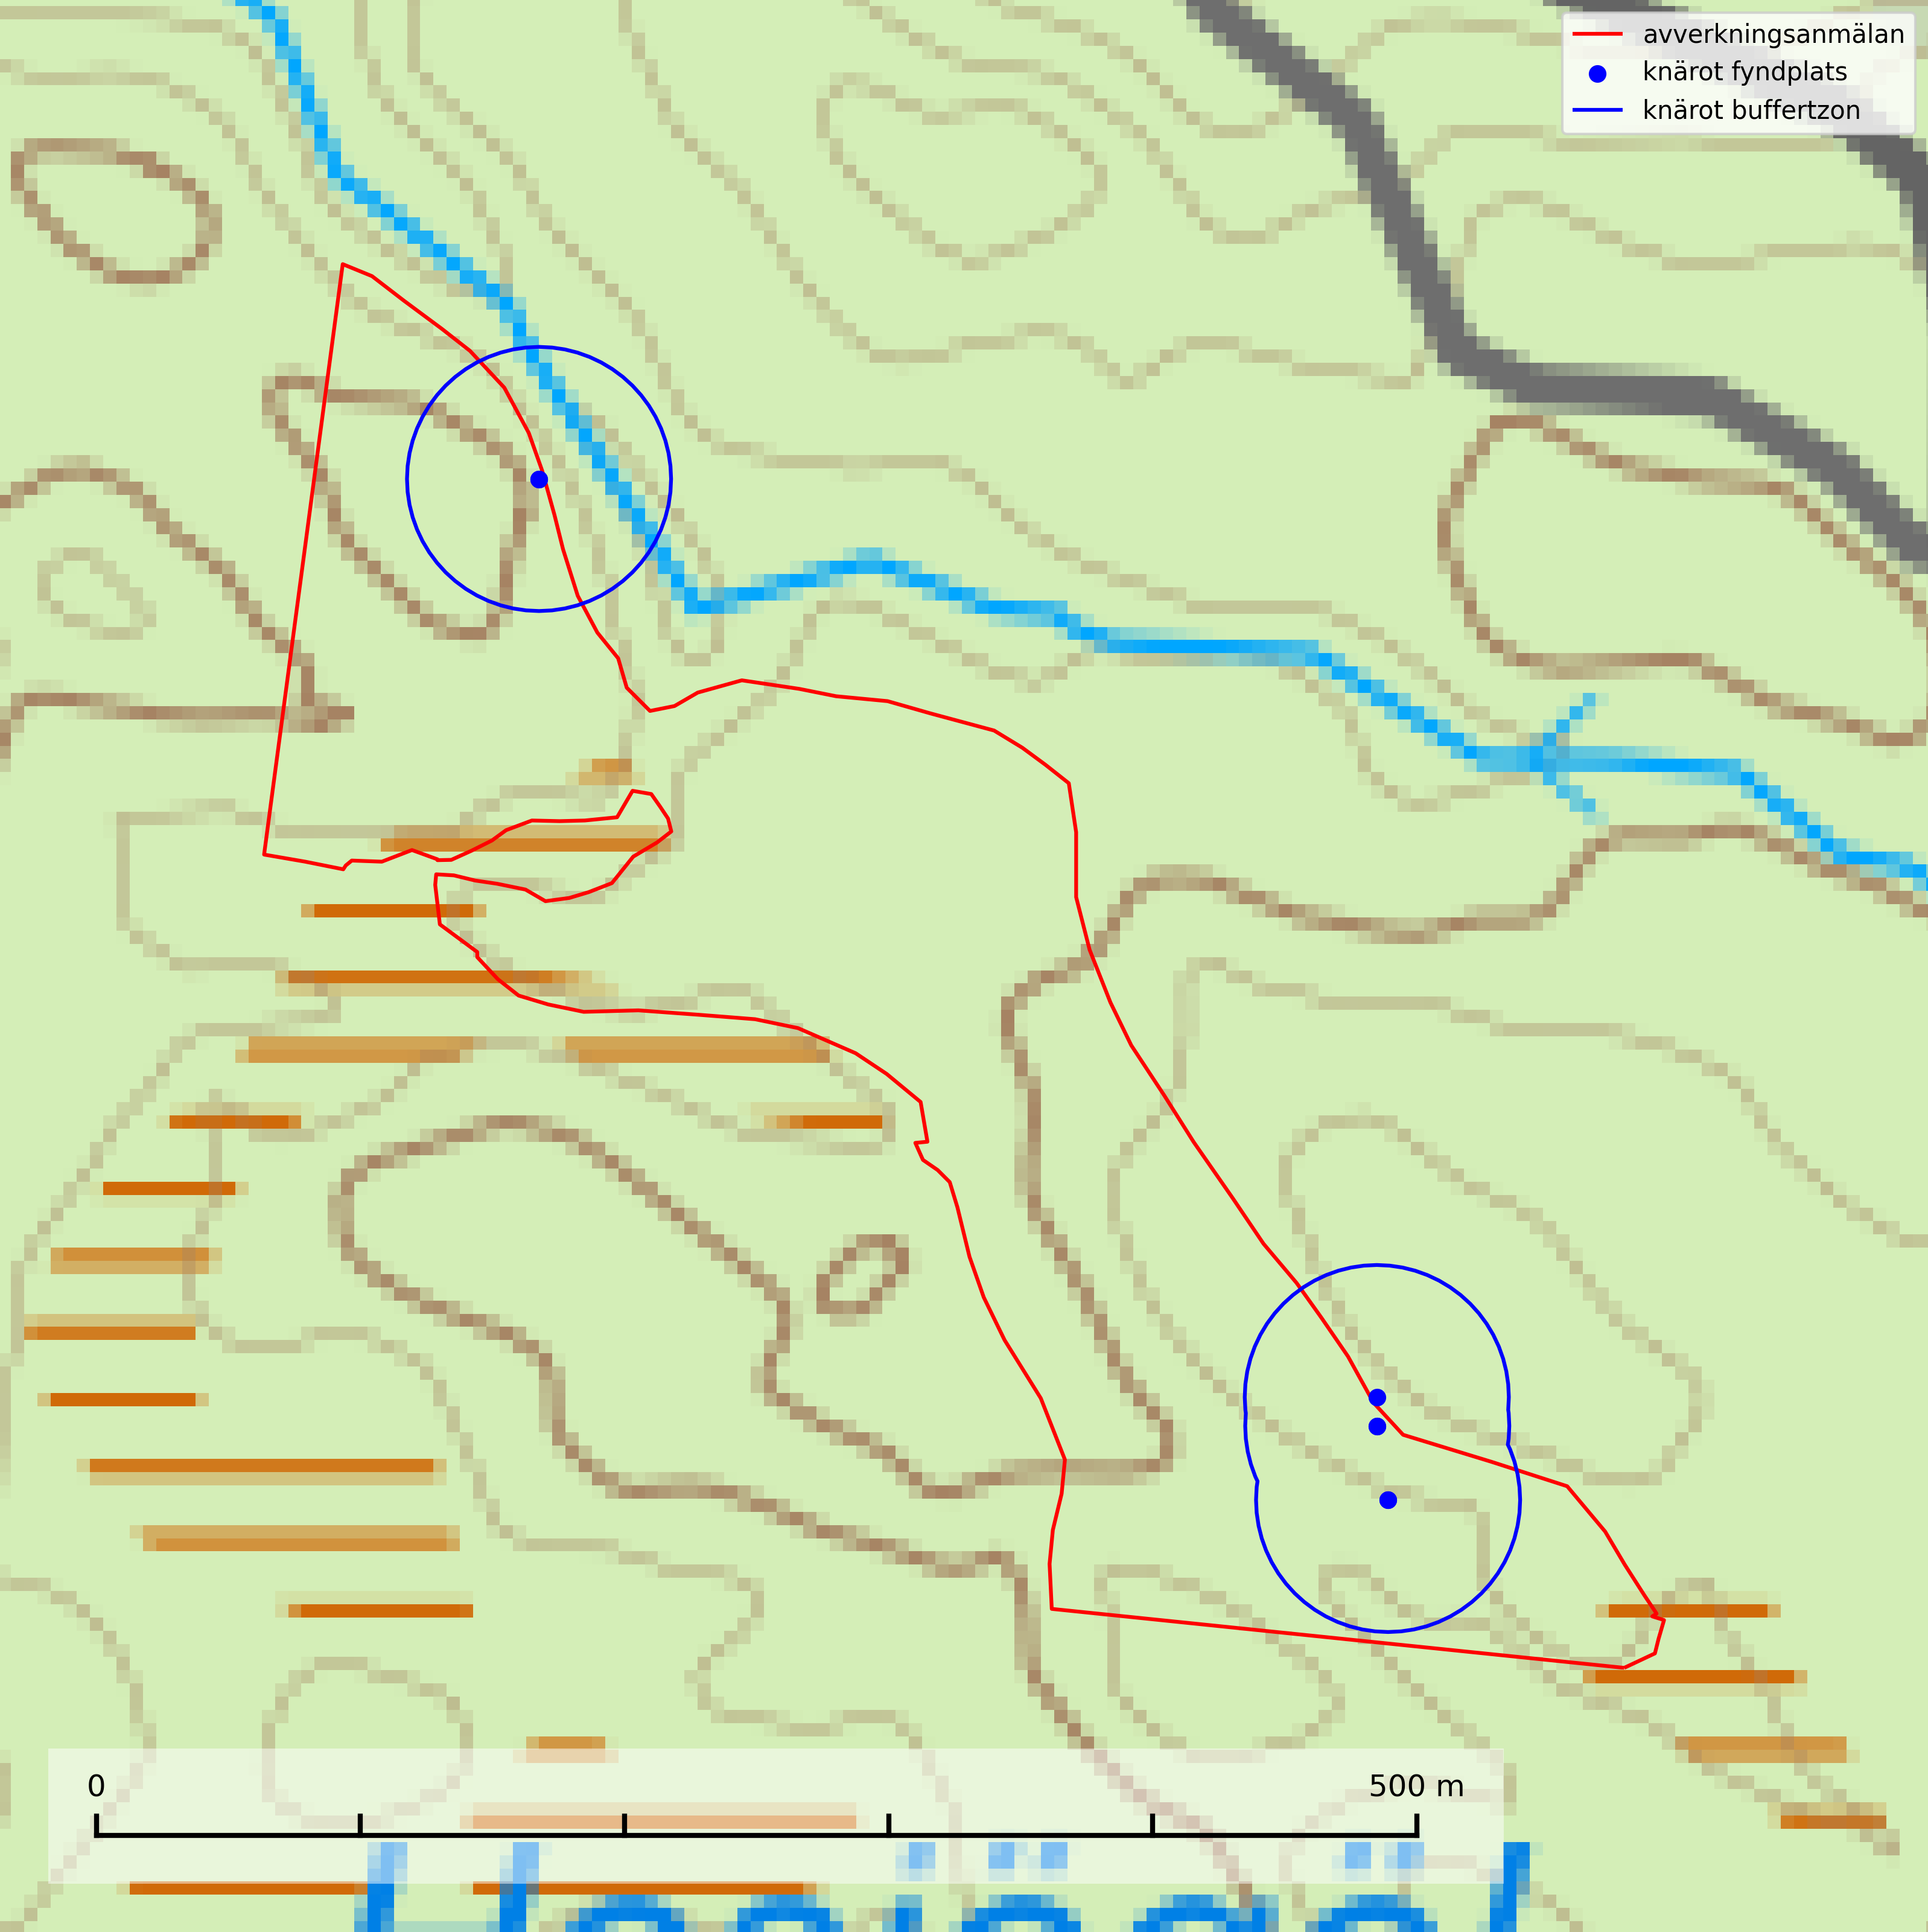 avverkningsanmälan
knärot fyndplats
knärot buffertzon
0 500 m